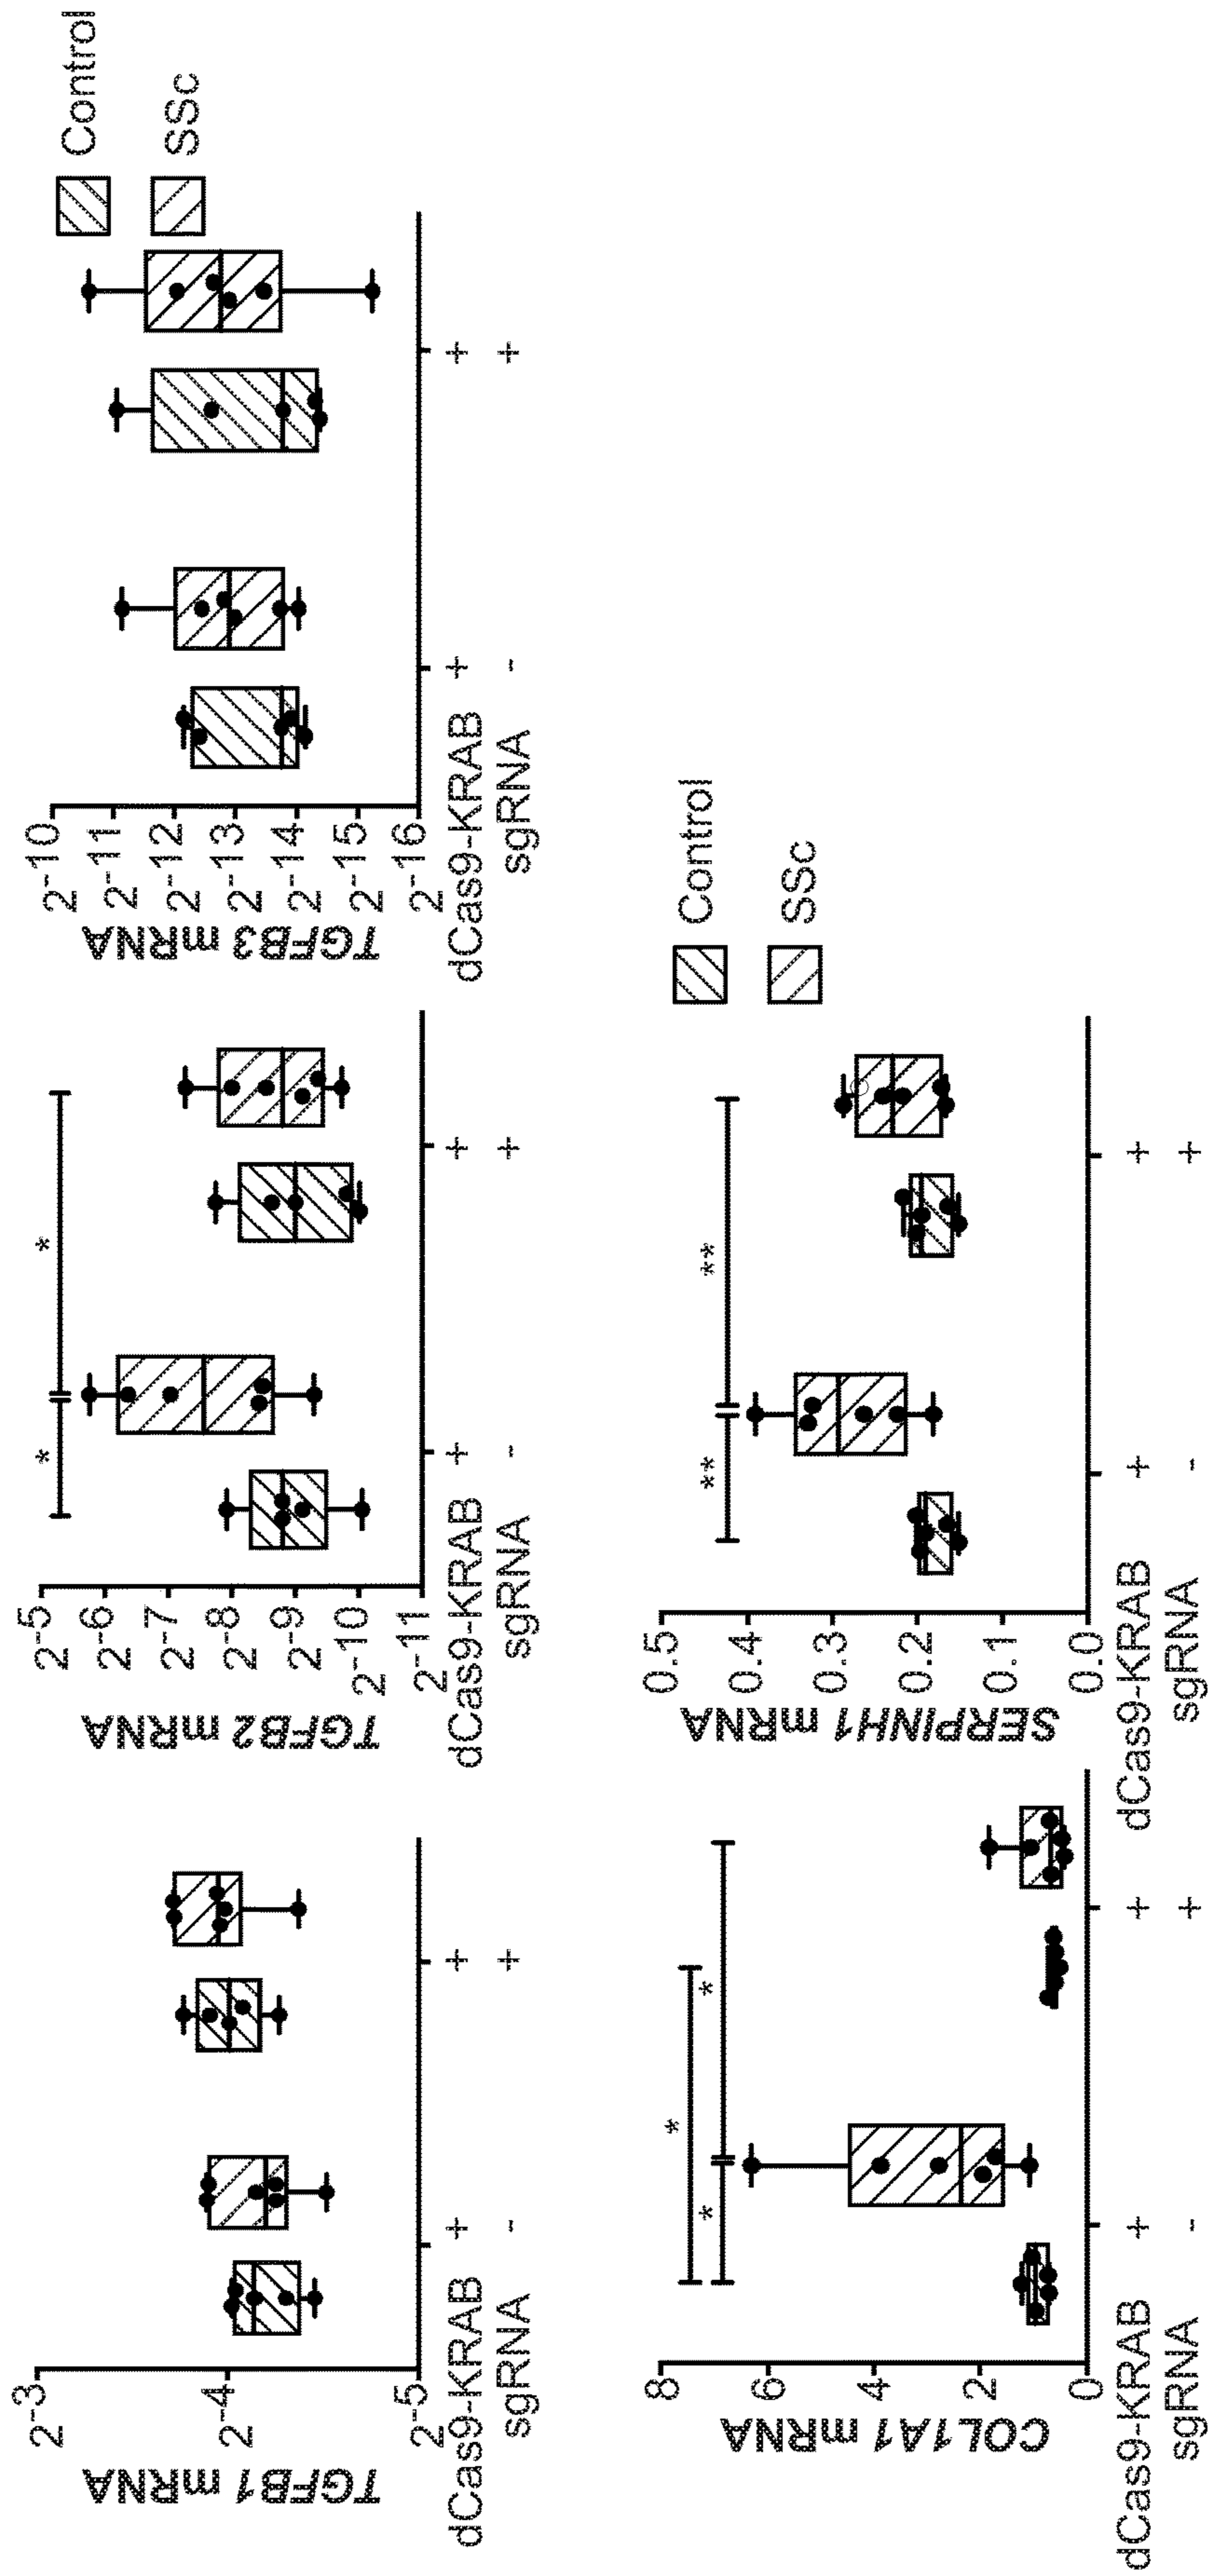 TGFB1 mRNA
2-3
2-4
2-5
dCas9-KRAB + +
sgRNA - +
TGFB2 mRNA
2-5
2-6
2-7
2-8
2-9
2-10
2-11
* *
dCas9-KRAB + +
sgRNA - +
TGFB3 mRNA
2-10
2-11
2-12
2-13
2-14
2-15
2-16
dCas9-KRAB + +
sgRNA - +
Control
SSc
COL1A1 mRNA
8
6
4
2
0
*
* *
dCas9-KRAB + +
sgRNA - +
SERPINH1 mRNA
0.5
0.4
0.3
0.2
0.1
0.0
** **
dCas9-KRAB + +
sgRNA - +
Control
SSc